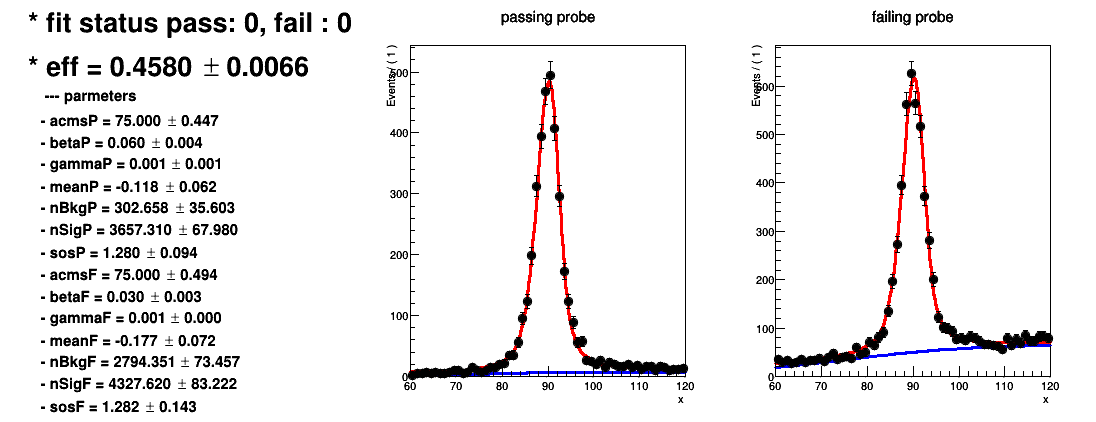 * fit status pass: 0, fail : 0
* eff = 0.4580 ± 0.0066
--- parmeters
- acmsP = 75.000 ± 0.447
- betaP = 0.060 ± 0.004
- gammaP = 0.001 ± 0.001
- meanP = -0.118 ± 0.062
- nBkgP = 302.658 ± 35.603
- nSigP = 3657.310 ± 67.980
- sosP = 1.280 ± 0.094
- acmsF = 75.000 ± 0.494
- betaF = 0.030 ± 0.003
- gammaF = 0.001 ± 0.000
- meanF = -0.177 ± 0.072
- nBkgF = 2794.351 ± 73.457
- nSigF = 4327.620 ± 83.222
- sosF = 1.282 ± 0.143
passing probe
Events / ( 1 )
500
400
300
200
100
0
60 70 80 90 100 110 120
x
failing probe
Events / ( 1 )
600
500
400
300
200
100
0
60 70 80 90 100 110 120
x